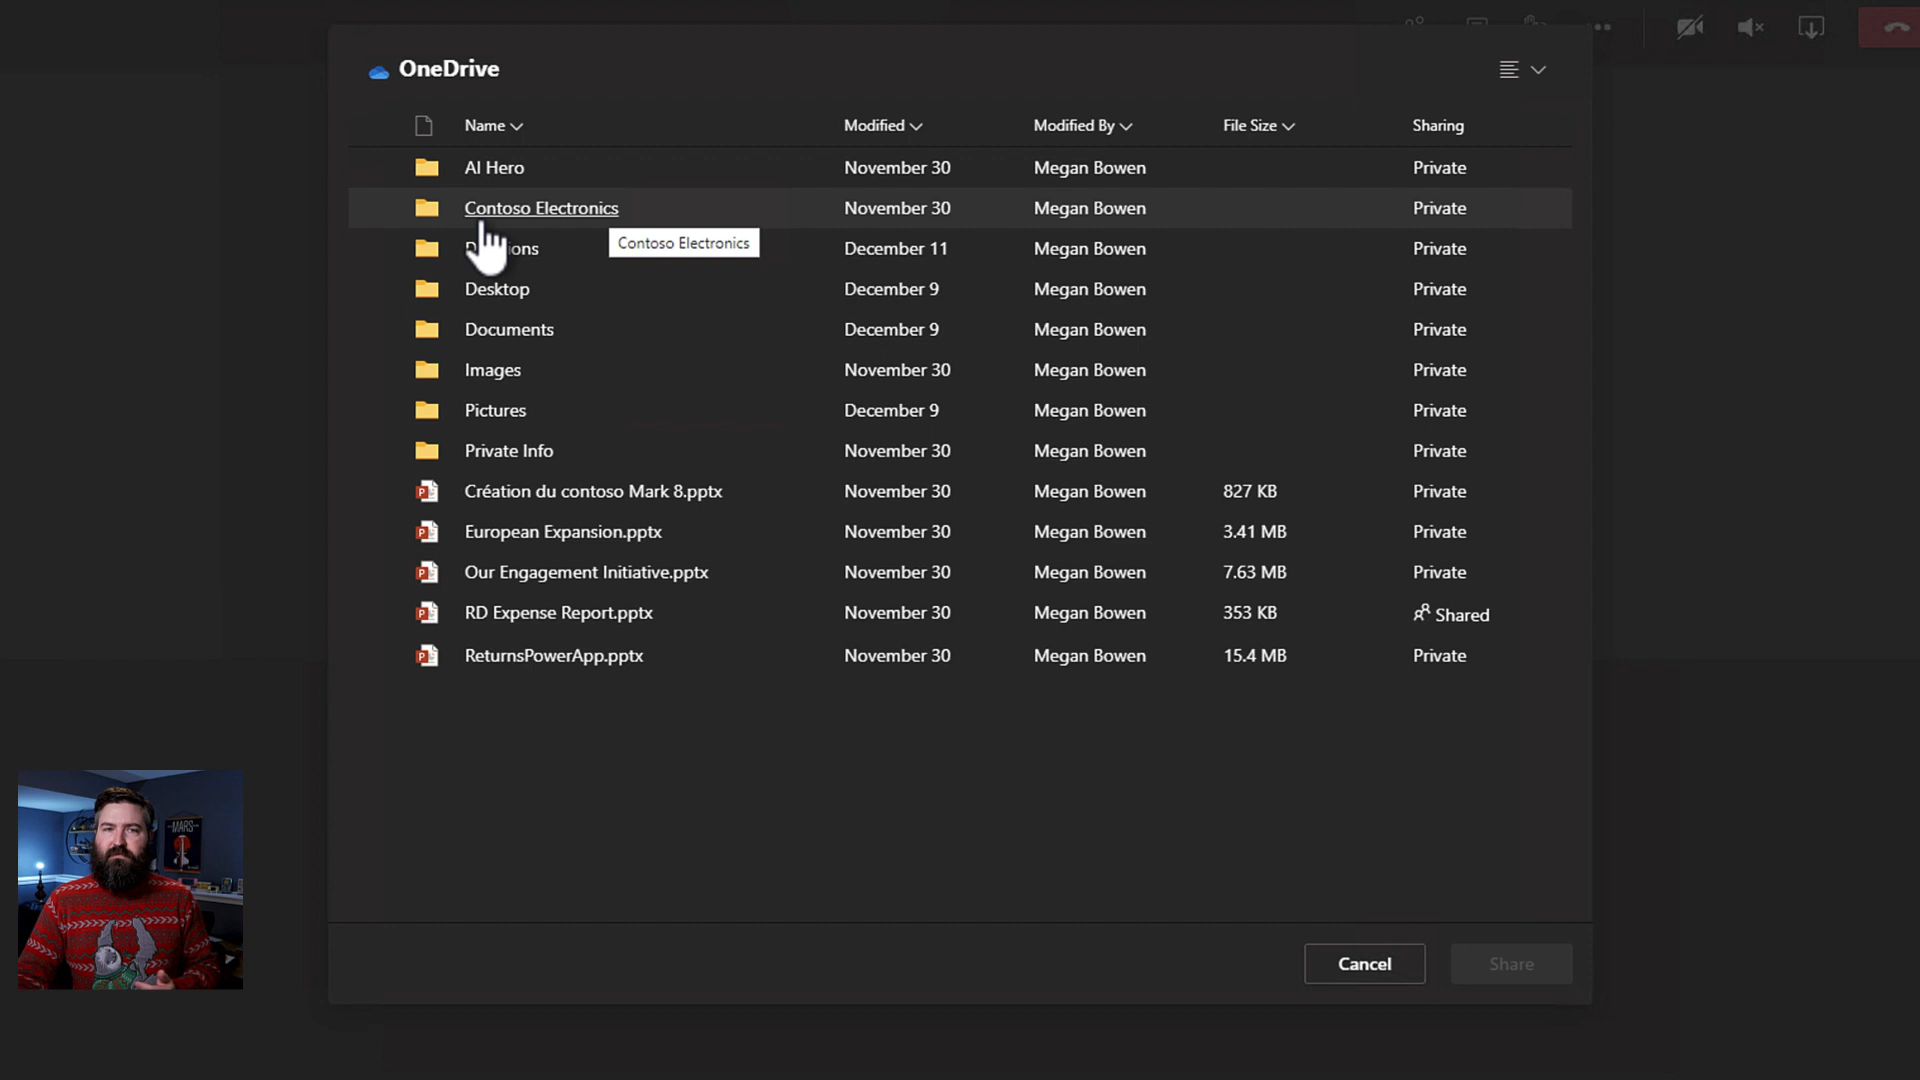 OneDrive
Name Modified Modified By File Size Sharing
AI Hero November 30 Megan Bowen Private
Contoso Electronics November 30 Megan Bowen Private
Contoso Electronics
ions December 11 Megan Bowen Private
Desktop December 9 Megan Bowen Private
Documents December 9 Megan Bowen Private
Images November 30 Megan Bowen Private
Pictures December 9 Megan Bowen Private
Private Info November 30 Megan Bowen Private
Création du contoso Mark 8.pptx November 30 Megan Bowen 827 KB Private
European Expansion.pptx November 30 Megan Bowen 3.41 MB Private
Our Engagement Initiative.pptx November 30 Megan Bowen 7.63 MB Private
RD Expense Report.pptx November 30 Megan Bowen 353 KB Shared
ReturnsPowerApp.pptx November 30 Megan Bowen 15.4 MB Private
MARS
Cancel Share